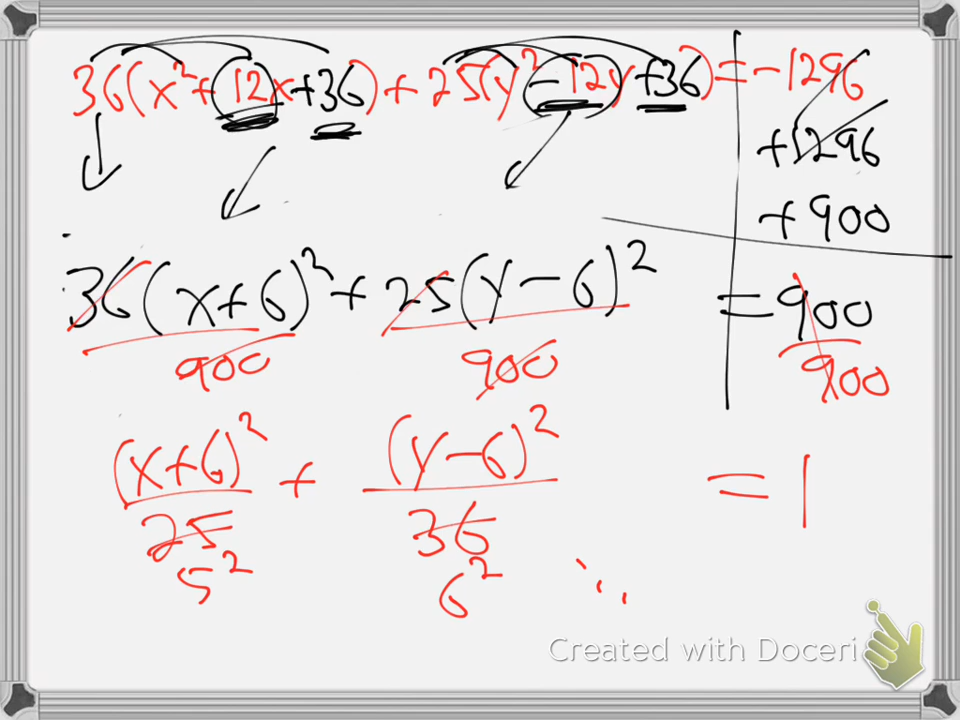 36(x²+12x+36)+25(y²-12y+36)=-1296
+1296
+900
36(x+6)²+25(y-6)²=900
900 900 900
(x+6)² + (y-6)² = 1
25 36
5² 6²
Created with Doceri